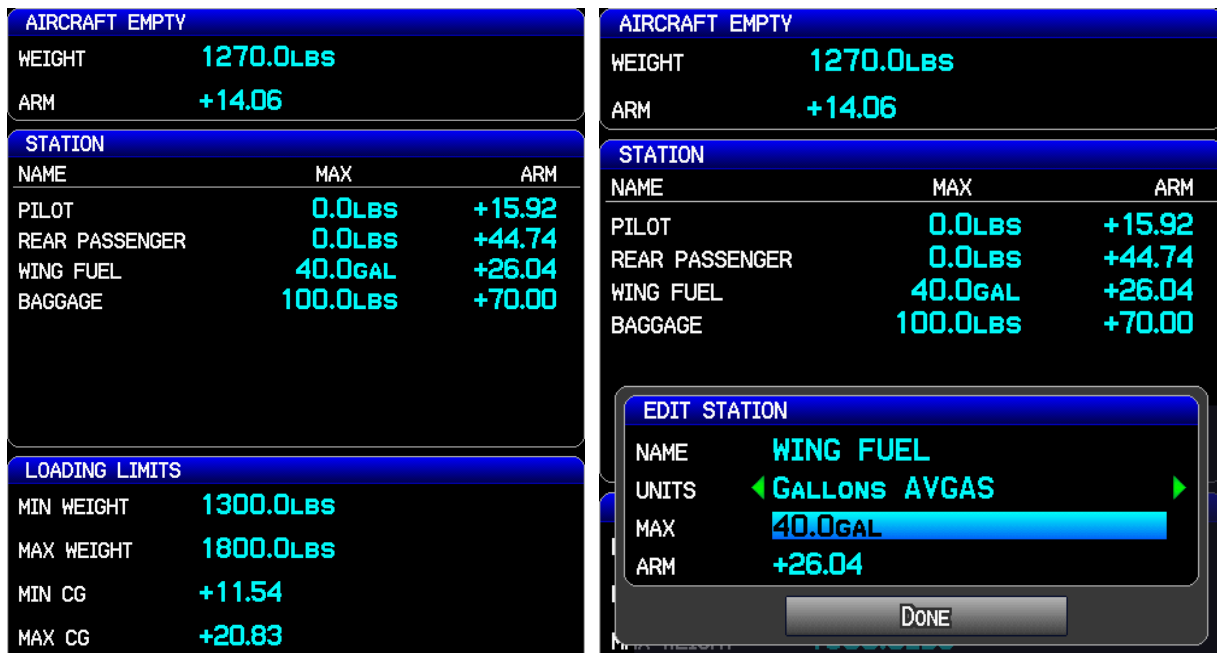 AIRCRAFT EMPTY
WEIGHT 1270.0LBS
ARM +14.06
STATION
NAME MAX ARM
PILOT 0.0LBS +15.92
REAR PASSENGER 0.0LBS +44.74
WING FUEL 40.0GAL +26.04
BAGGAGE 100.0LBS +70.00
LOADING LIMITS
MIN WEIGHT 1300.0LBS
MAX WEIGHT 1800.0LBS
MIN CG +11.54
MAX CG +20.83
AIRCRAFT EMPTY
WEIGHT 1270.0LBS
ARM +14.06
STATION
NAME MAX ARM
PILOT 0.0LBS +15.92
REAR PASSENGER 0.0LBS +44.74
WING FUEL 40.0GAL +26.04
BAGGAGE 100.0LBS +70.00
EDIT STATION
NAME WING FUEL
UNITS GALLONS AVGAS
MAX 40.0GAL
ARM +26.04
DONE